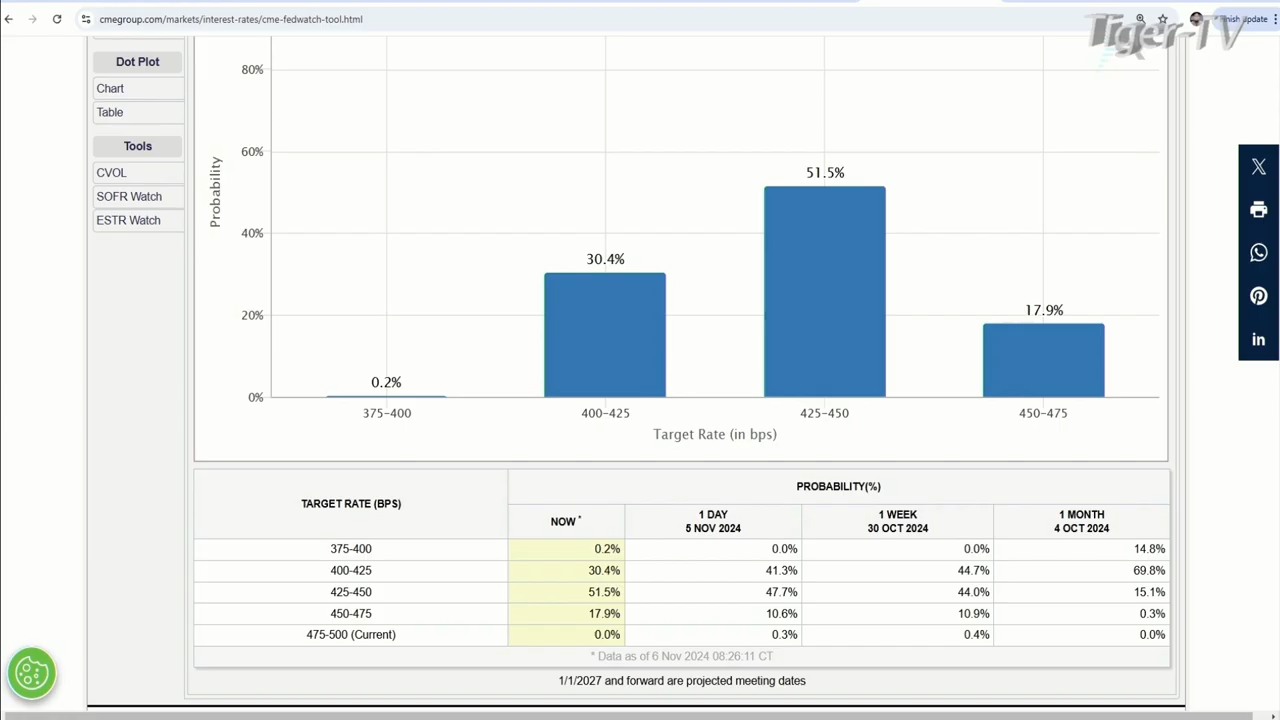 cmegroup.com/markets/interest-rates/cme-fedwatch-tool.html
Tiger-TV
Dot Plot
Chart
Table
Tools
CVOL
SOFR Watch
ESTR Watch
Probability
80%
60%
40%
20%
0%
0.2%
30.4%
51.5%
17.9%
375-400
400-425
425-450
450-475
Target Rate (in bps)
TARGET RATE (BPS)
PROBABILITY(%)
NOW *
1 DAY
5 NOV 2024
1 WEEK
30 OCT 2024
1 MONTH
4 OCT 2024
375-400 0.2% 0.0% 0.0% 14.8%
400-425 30.4% 41.3% 44.7% 69.8%
425-450 51.5% 47.7% 44.0% 15.1%
450-475 17.9% 10.6% 10.9% 0.3%
475-500 (Current) 0.0% 0.3% 0.4% 0.0%
* Data as of 6 Nov 2024 08:26:11 CT
1/1/2027 and forward are projected meeting dates
in